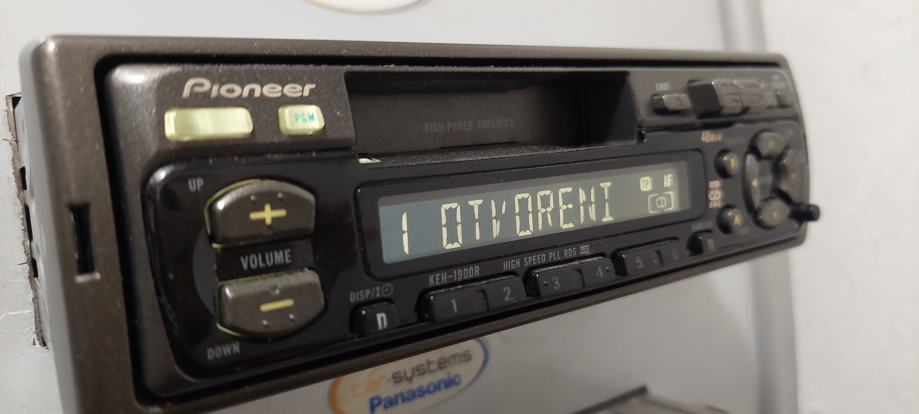 Pioneer
PGM
HIGH POWER AMPLIFIER
UP
VOLUME
DOWN
1 OTVORENI
TP AF
KEH-1900R HIGH SPEED PLL RDS
DISP/
D
1 2 3 4 5 6
car-systems
Panasonic